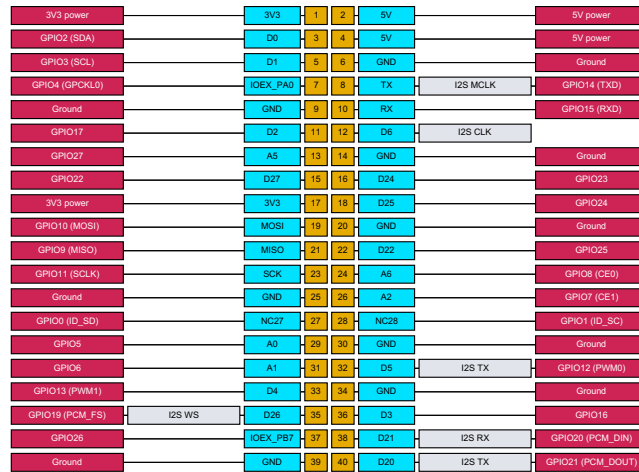 3V3 power 3V3 1 2 5V 5V power
GPIO2 (SDA) D0 3 4 5V 5V power
GPIO3 (SCL) D1 5 6 GND Ground
GPIO4 (GPCKL0) IOEX_PA0 7 8 TX I2S MCLK GPIO14 (TXD)
Ground GND 9 10 RX GPIO15 (RXD)
GPIO17 D2 11 12 D6 I2S CLK
GPIO27 A5 13 14 GND Ground
GPIO22 D27 15 16 D24 GPIO23
3V3 power 3V3 17 18 D25 GPIO24
GPIO10 (MOSI) MOSI 19 20 GND Ground
GPIO9 (MISO) MISO 21 22 D22 GPIO25
GPIO11 (SCLK) SCK 23 24 A6 GPIO8 (CE0)
Ground GND 25 26 A2 GPIO7 (CE1)
GPIO0 (ID_SD) NC27 27 28 NC28 GPIO1 (ID_SC)
GPIO5 A0 29 30 GND Ground
GPIO6 A1 31 32 D5 I2S TX GPIO12 (PWM0)
GPIO13 (PWM1) D4 33 34 GND Ground
GPIO19 (PCM_FS) I2S WS D26 35 36 D3 GPIO16
GPIO26 IOEX_PB7 37 38 D21 I2S RX GPIO20 (PCM_DIN)
Ground GND 39 40 D20 I2S TX GPIO21 (PCM_DOUT)